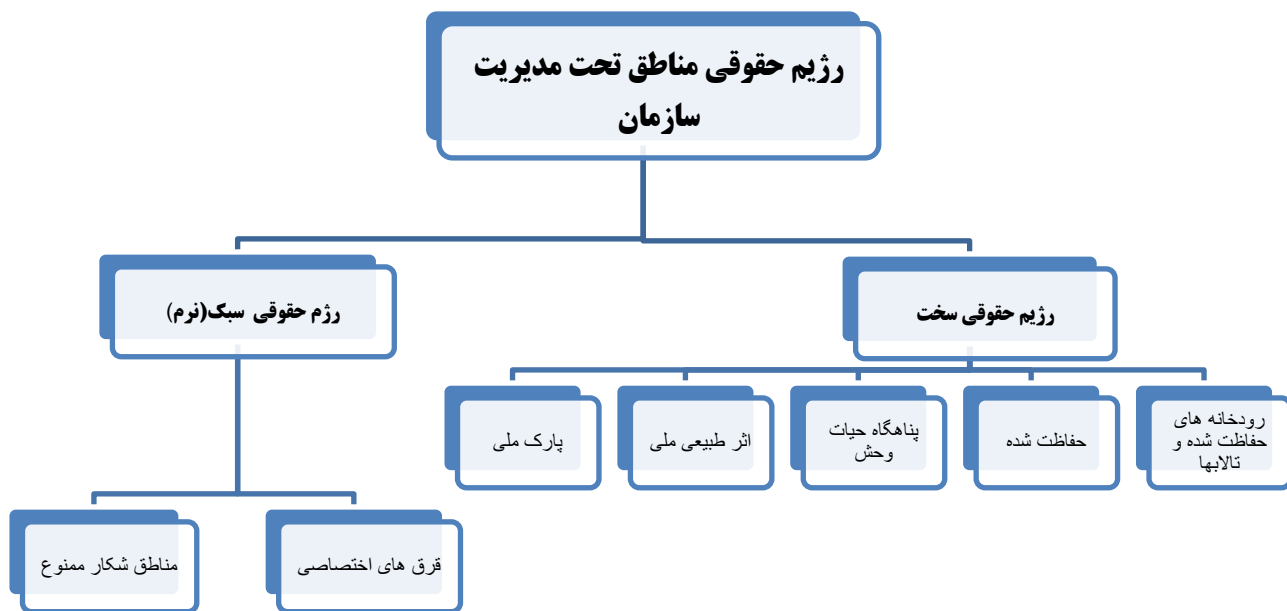 رژیم حقوقی مناطق تحت مدیریت
سازمان
رژیم حقوقی سخت
رژم حقوقی سبک(نرم)
رودخانه های
حفاظت شده و
تالابها
حفاظت شده
پناهگاه حیات
وحش
اثر طبیعی ملی
پارک ملی
قرق های اختصاصی
مناطق شکار ممنوع